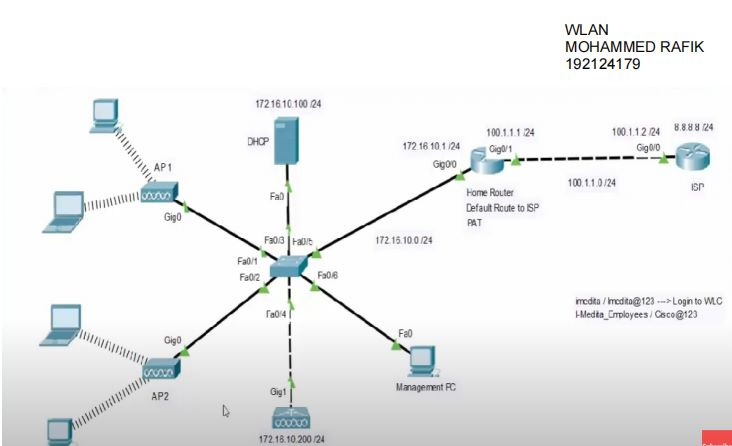 WLAN
MOHAMMED RAFIK
192124179
172.16.10.100 /24
DHCP
Fa0
AP1
Gig0
172.16.10.1 /24
Gig0/0
100.1.1.1 /24
Gig0/1
100.1.1.2 /24
Gig0/0
8.8.8.8 /24
ISP
100.1.1.0 /24
Home Router
Default Route to ISP
PAT
172.16.10.0 /24
Fa0/3
Fa0/5
Fa0/1
Fa0/2
Fa0/6
Fa0/4
Gig0
AP2
Fa0
Management PC
Gig1
172.16.10.200 /24
imedita / Imedita@123 ---> Login to WLC
I-Medita_Employees / Cisco@123